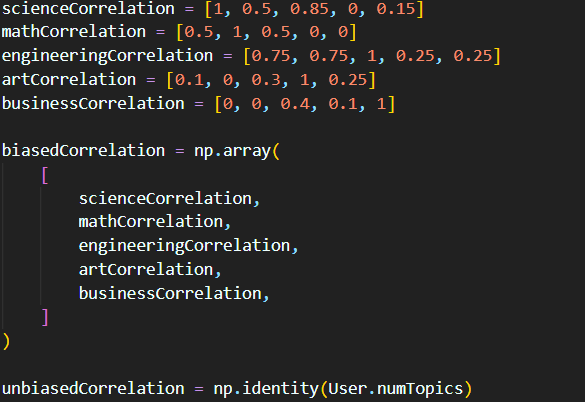 scienceCorrelation = [1, 0.5, 0.85, 0, 0.15]
mathCorrelation = [0.5, 1, 0.5, 0, 0]
engineeringCorrelation = [0.75, 0.75, 1, 0.25, 0.25]
artCorrelation = [0.1, 0, 0.3, 1, 0.25]
businessCorrelation = [0, 0, 0.4, 0.1, 1]

biasedCorrelation = np.array(
    [
        scienceCorrelation,
        mathCorrelation,
        engineeringCorrelation,
        artCorrelation,
        businessCorrelation,
    ]
)

unbiasedCorrelation = np.identity(User.numTopics)